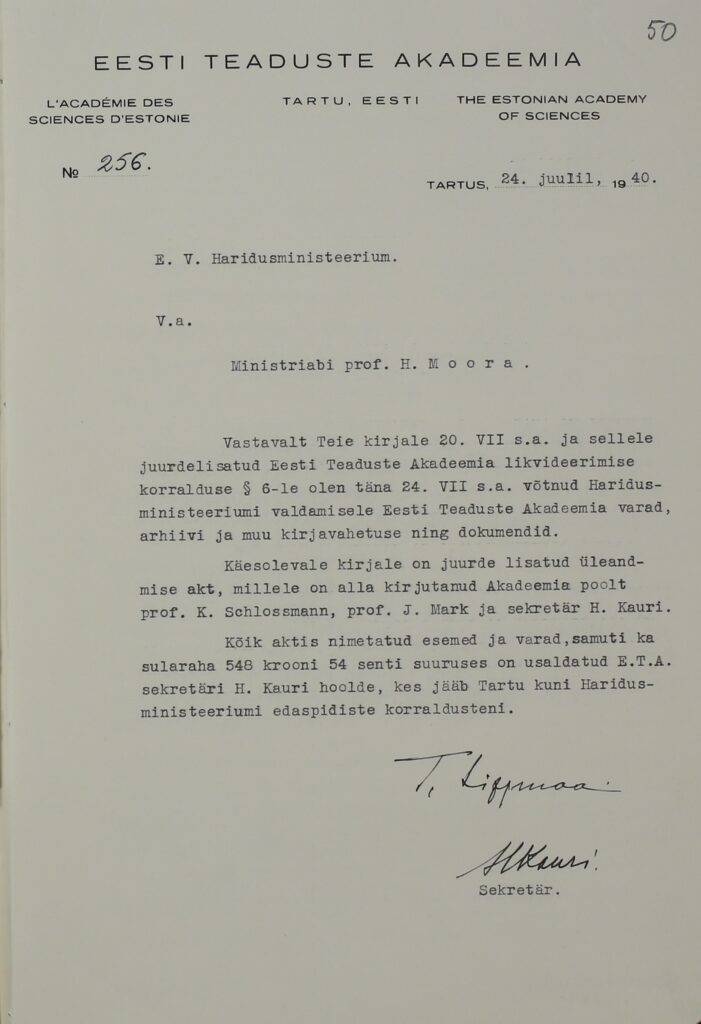 50
EESTI TEADUSTE AKADEEMIA
L'ACADÉMIE DES
SCIENCES D'ESTONIE
TARTU, EESTI
THE ESTONIAN ACADEMY
OF SCIENCES
№ 256.
TARTUS, 24. juulil, 1940.
E. V. Haridusministeerium.
V.a.
Ministriabi prof. H. M o o r a .
Vastavalt Teie kirjale 20. VII s.a. ja sellele
juurdelisatud Eesti Teaduste Akadeemia likvideerimise
korralduse § 6-le olen täna 24. VII s.a. võtnud Haridus-
ministeeriumi valdamisele Eesti Teaduste Akadeemia varad,
arhiivi ja muu kirjavahetuse ning dokumendid.
Käesolevale kirjale on juurde lisatud üleand-
mise akt, millele on alla kirjutanud Akadeemia poolt
prof. K. Schlossmann, prof. J. Mark ja sekretär H. Kauri.
Kõik aktis nimetatud esemed ja varad,samuti ka
sularaha 548 krooni 54 senti suuruses on usaldatud E.T.A.
sekretäri H. Kauri hoolde, kes jääb Tartu kuni Haridus-
ministeeriumi edaspidiste korraldusteni.
T. Lippmaa
HKauri.
Sekretär.